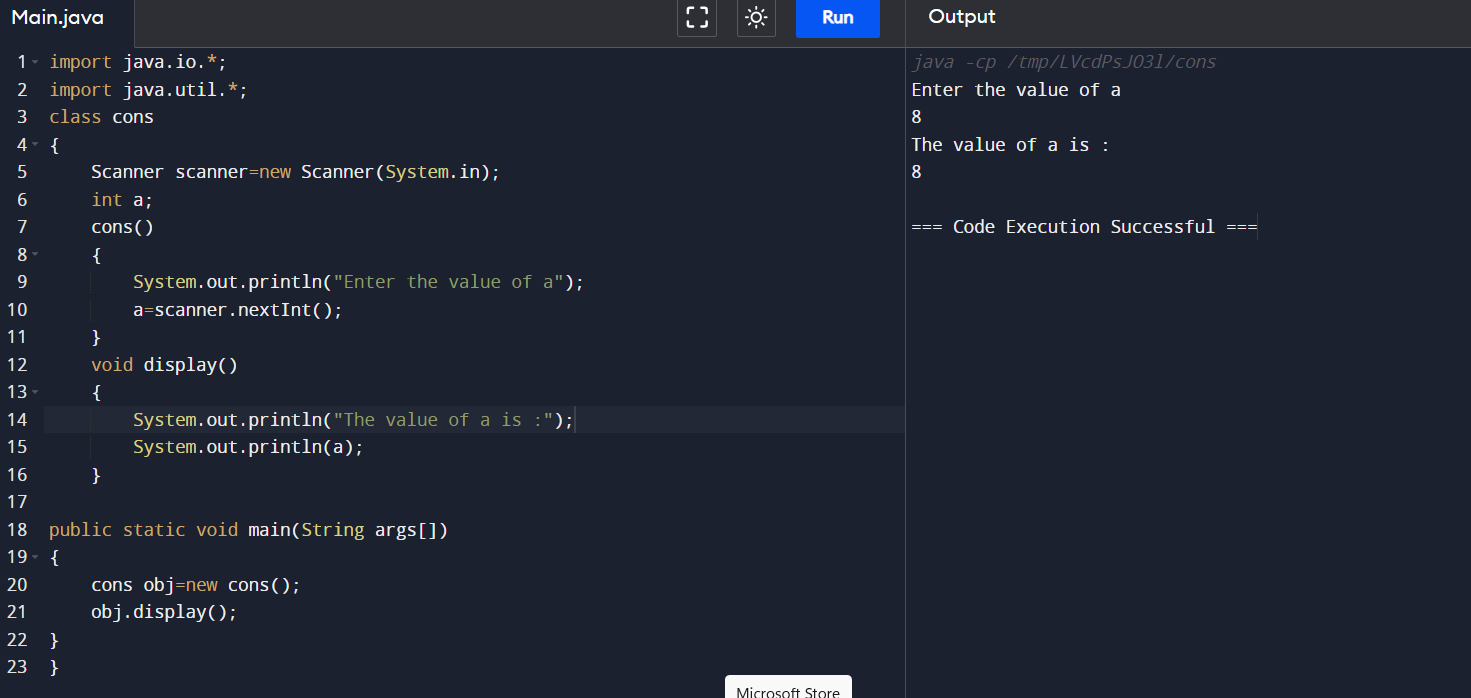 Main.java
Run
Output
1 import java.io.*;
2 import java.util.*;
3 class cons
4 {
5     Scanner scanner=new Scanner(System.in);
6     int a;
7     cons()
8     {
9         System.out.println("Enter the value of a");
10         a=scanner.nextInt();
11     }
12     void display()
13     {
14         System.out.println("The value of a is :");
15         System.out.println(a);
16     }
17
18 public static void main(String args[])
19 {
20     cons obj=new cons();
21     obj.display();
22 }
23 }
java -cp /tmp/LVcdPsJO3l/cons
Enter the value of a
8
The value of a is :
8
=== Code Execution Successful ===
Microsoft Store